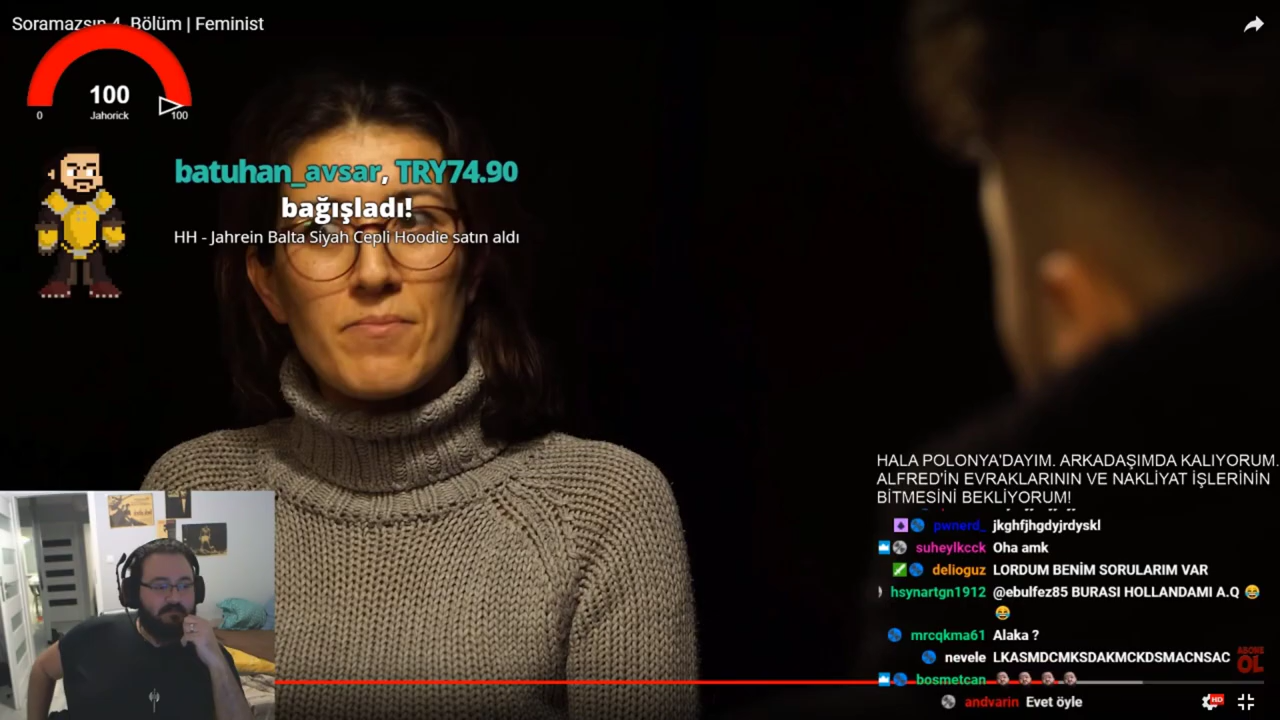 Soramazsın 4. Bölüm | Feminist
100
0
Jahorick
100
batuhan_avsar, TRY74.90
bağışladı!
HH - Jahrein Balta Siyah Cepli Hoodie satın aldı
HALA POLONYA'DAYIM. ARKADAŞIMDA KALIYORUM.
ALFRED'İN EVRAKLARININ VE NAKLİYAT İŞLERİNİN
BİTMESİNİ BEKLİYORUM!
pwnerd_ jkghfjhgdyjrdyskl
suheylkcck Oha amk
delioguz LORDUM BENİM SORULARIM VAR
hsynartgn1912 @ebulfez85 BURASI HOLLANDAMI A.Q 😂
😂
mrcqkma61 Alaka ?
nevele LKASMDCMKSDAKMCKDSMACNSAC
ABONE
OL
bosmetcan
andvarin Evet öyle
HD